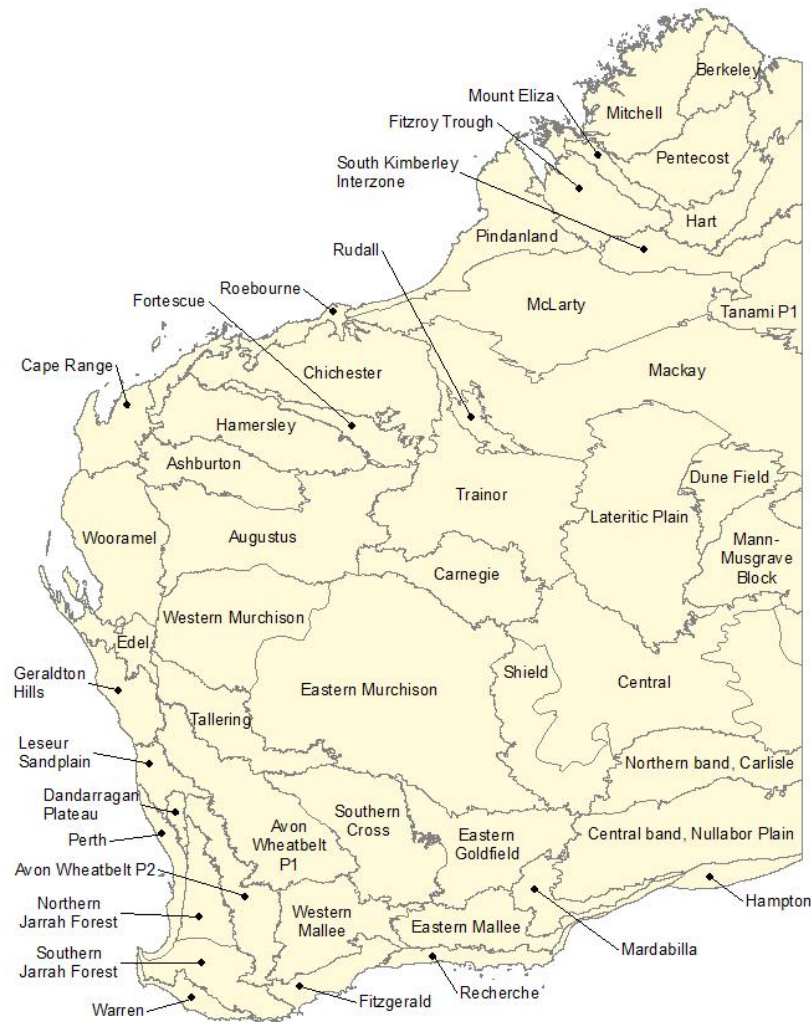 Berkeley
Mount Eliza
Mitchell
Fitzroy Trough
Pentecost
South Kimberley
Interzone
Hart
Pindanland
Rudall
Roebourne
Fortescue
McLarty
Tanami P1
Cape Range
Chichester
Mackay
Hamersley
Ashburton
Dune Field
Trainor
Lateritic Plain
Wooramel
Augustus
Mann-
Musgrave
Block
Carnegie
Western Murchison
Edel
Geraldton
Hills
Shield
Central
Eastern Murchison
Tallering
Leseur
Sandplain
Northern band, Carlisle
Dandarragan
Plateau
Southern
Cross
Perth
Avon
Wheatbelt
P1
Eastern
Goldfield
Central band, Nullabor Plain
Avon Wheatbelt P2
Hampton
Northern
Jarrah Forest
Western
Mallee
Eastern Mallee
Mardabilla
Southern
Jarrah Forest
Recherche
Fitzgerald
Warren